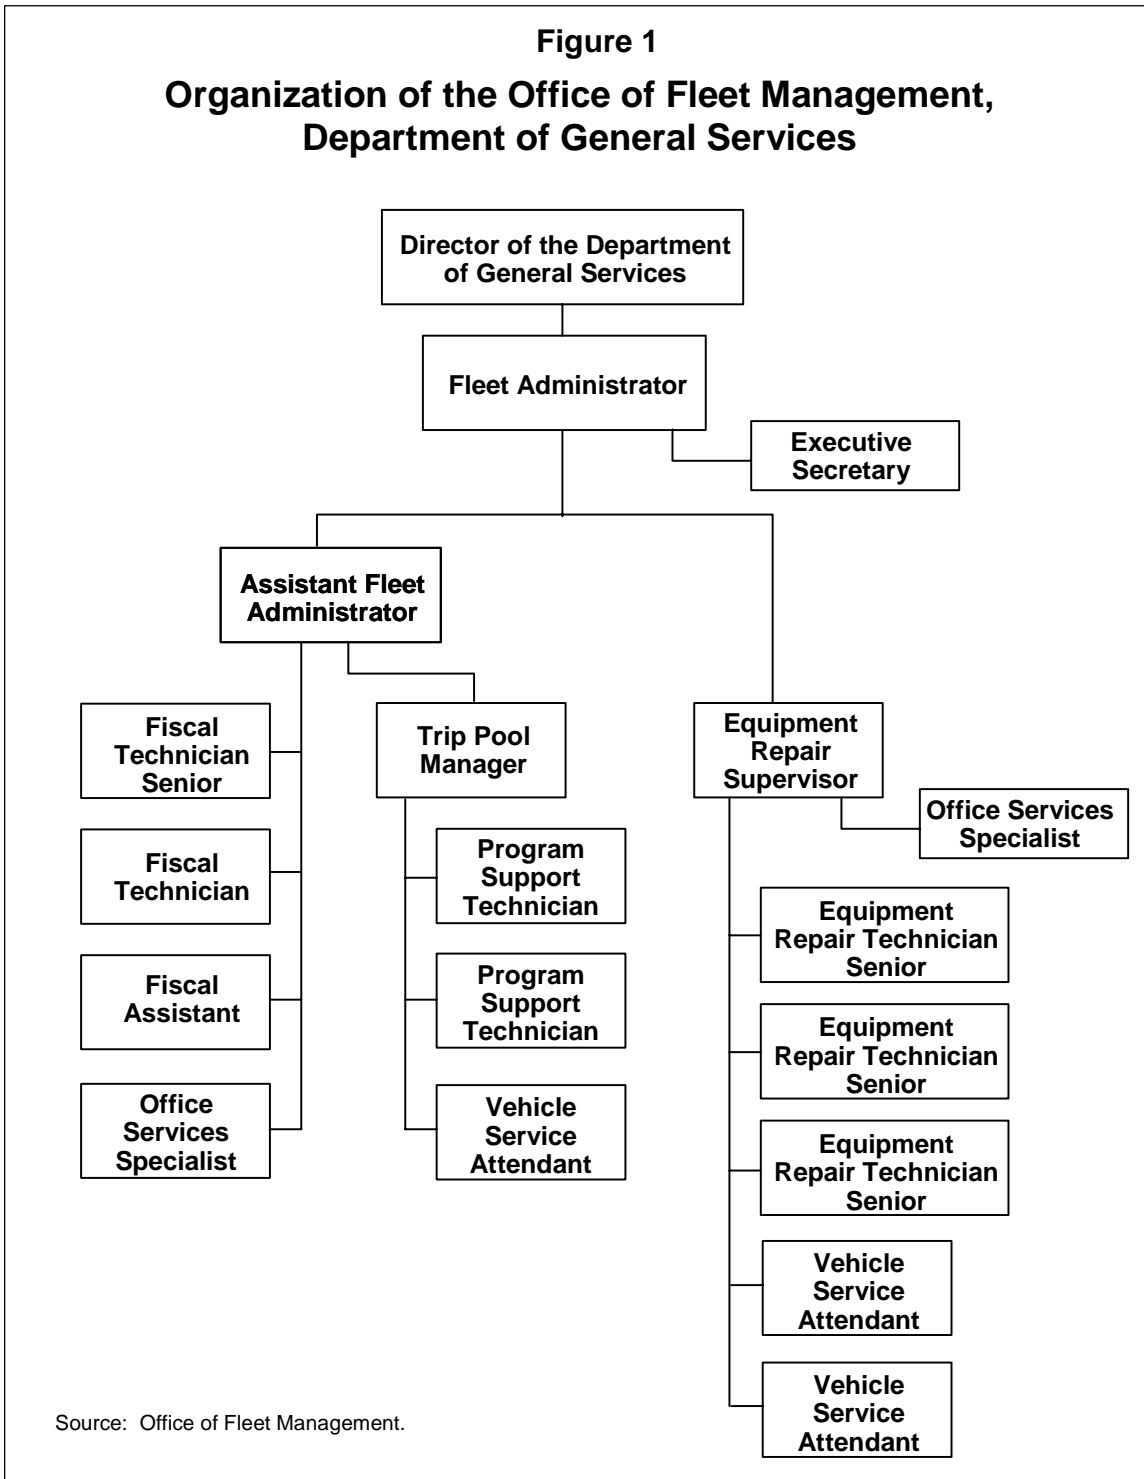 Figure 1
Organization of the Office of Fleet Management,
Department of General Services
Director of the Department
of General Services
Fleet Administrator
Executive
Secretary
Assistant Fleet
Administrator
Fiscal
Technician
Senior
Fiscal
Technician
Fiscal
Assistant
Office
Services
Specialist
Trip Pool
Manager
Program
Support
Technician
Program
Support
Technician
Vehicle
Service
Attendant
Equipment
Repair
Supervisor
Office Services
Specialist
Equipment
Repair Technician
Senior
Equipment
Repair Technician
Senior
Equipment
Repair Technician
Senior
Vehicle
Service
Attendant
Vehicle
Service
Attendant
Source:  Office of Fleet Management.